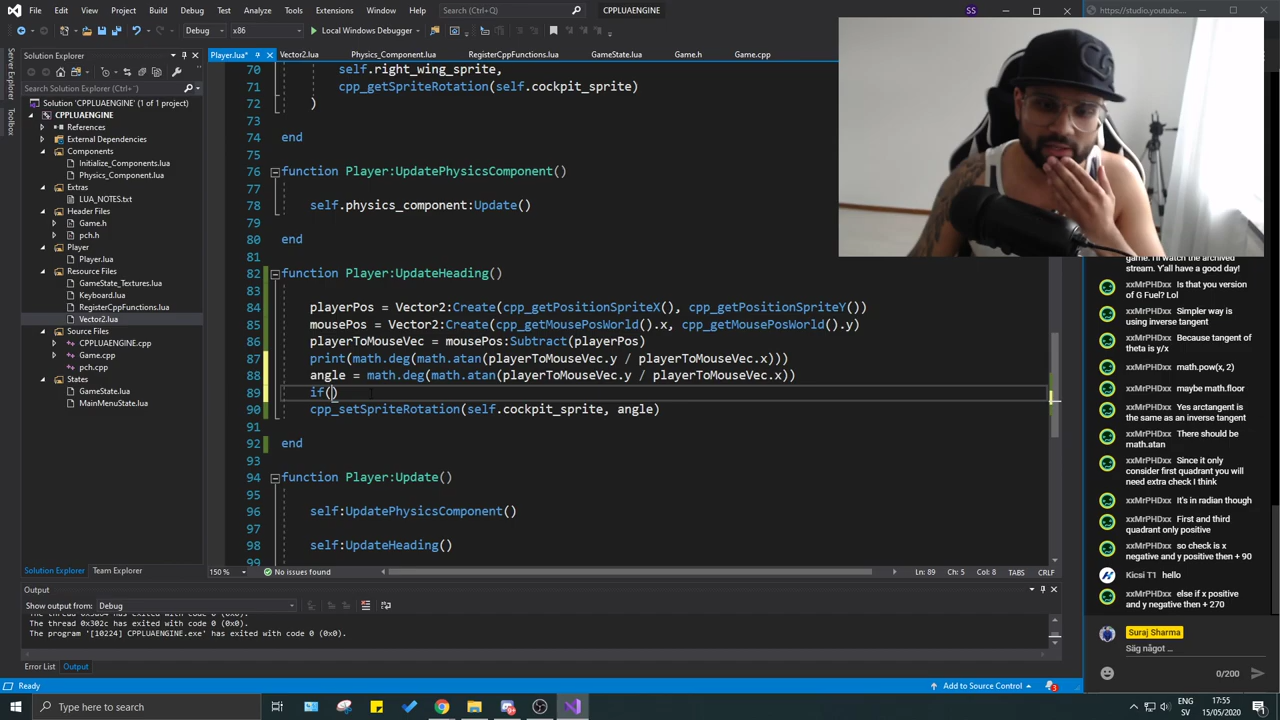 File Edit View Project Build Debug Test Analyze Tools Extensions Window Help Search (Ctrl+Q) CPPLUAENGINE SS https://studio.youtube...
Debug x86 Local Windows Debugger
Server Explorer
Toolbox
Solution Explorer
Search Solution Explorer (Ctrl+')
Solution 'CPPLUAENGINE' (1 of 1 project)
CPPLUAENGINE
References
External Dependencies
Components
Initialize_Components.lua
Physics_Component.lua
Extras
LUA_NOTES.txt
Header Files
Game.h
pch.h
Player
Player.lua
Resource Files
GameState_Textures.lua
Keyboard.lua
RegisterCppFunctions.lua
Vector2.lua
Source Files
CPPLUAENGINE.cpp
Game.cpp
pch.cpp
States
GameState.lua
MainMenuState.lua
Solution Explorer Team Explorer
Player.lua* Vector2.lua Physics_Component.lua RegisterCppFunctions.lua GameState.lua Game.h Game.cpp
70 self.right_wing_sprite,
71 cpp_getSpriteRotation(self.cockpit_sprite)
72 )
73
74 end
75
76 function Player:UpdatePhysicsComponent()
77
78 self.physics_component:Update()
79
80 end
81
82 function Player:UpdateHeading()
83
84 playerPos = Vector2:Create(cpp_getPositionSpriteX(), cpp_getPositionSpriteY())
85 mousePos = Vector2:Create(cpp_getMousePosWorld().x, cpp_getMousePosWorld().y)
86 playerToMouseVec = mousePos:Subtract(playerPos)
87 print(math.deg(math.atan(playerToMouseVec.y / playerToMouseVec.x)))
88 angle = math.deg(math.atan(playerToMouseVec.y / playerToMouseVec.x))
89 if()
90 cpp_setSpriteRotation(self.cockpit_sprite, angle)
91
92 end
93
94 function Player:Update()
95
96 self:UpdatePhysicsComponent()
97
98 self:UpdateHeading()
99
150 % No issues found Ln: 89 Ch: 5 Col: 8 TABS CRLF
Output
Show output from: Debug
The program '[10224] CPPLUAENGINE.exe' has exited with code 0 (0x0).
The thread 0x302c has exited with code 0 (0x0).
Error List Output
Ready Add to Source Control 3
game. I'll watch the archived
stream. Y'all have a good day!
xxMrPHDxx Is that you version
of G Fuel? Lol
xxMrPHDxx Simpler way is
using inverse tangent
xxMrPHDxx Because tangent of
theta is y/x
xxMrPHDxx math.pow(x, 2)
xxMrPHDxx maybe math.floor
xxMrPHDxx Yes arctangent is
the same as an inverse tangent
xxMrPHDxx There should be
math.atan
xxMrPHDxx Since it only
consider first quadrant you will
need extra check I think
xxMrPHDxx It's in radian though
xxMrPHDxx First and third
quadrant only positive
xxMrPHDxx so check is x
negative and y positive then + 90
Kicsi T1 hello
xxMrPHDxx else if x positive
and y negative then + 270
Suraj Sharma
Säg något ...
0/200
Type here to search
ENG
SV
17:55
15/05/2020